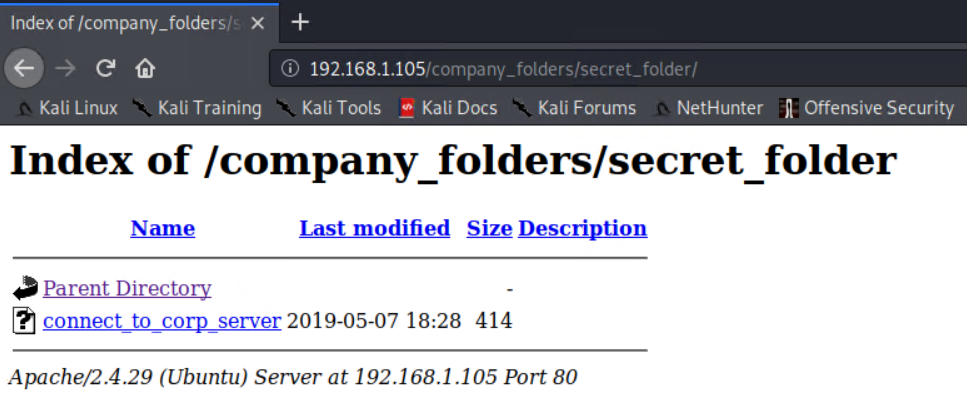 Index of /company_folders/s
192.168.1.105/company_folders/secret_folder/
Kali Linux Kali Training Kali Tools Kali Docs Kali Forums NetHunter Offensive Security
Index of /company_folders/secret_folder
Name Last modified Size Description
Parent Directory -
connect_to_corp_server 2019-05-07 18:28 414
Apache/2.4.29 (Ubuntu) Server at 192.168.1.105 Port 80